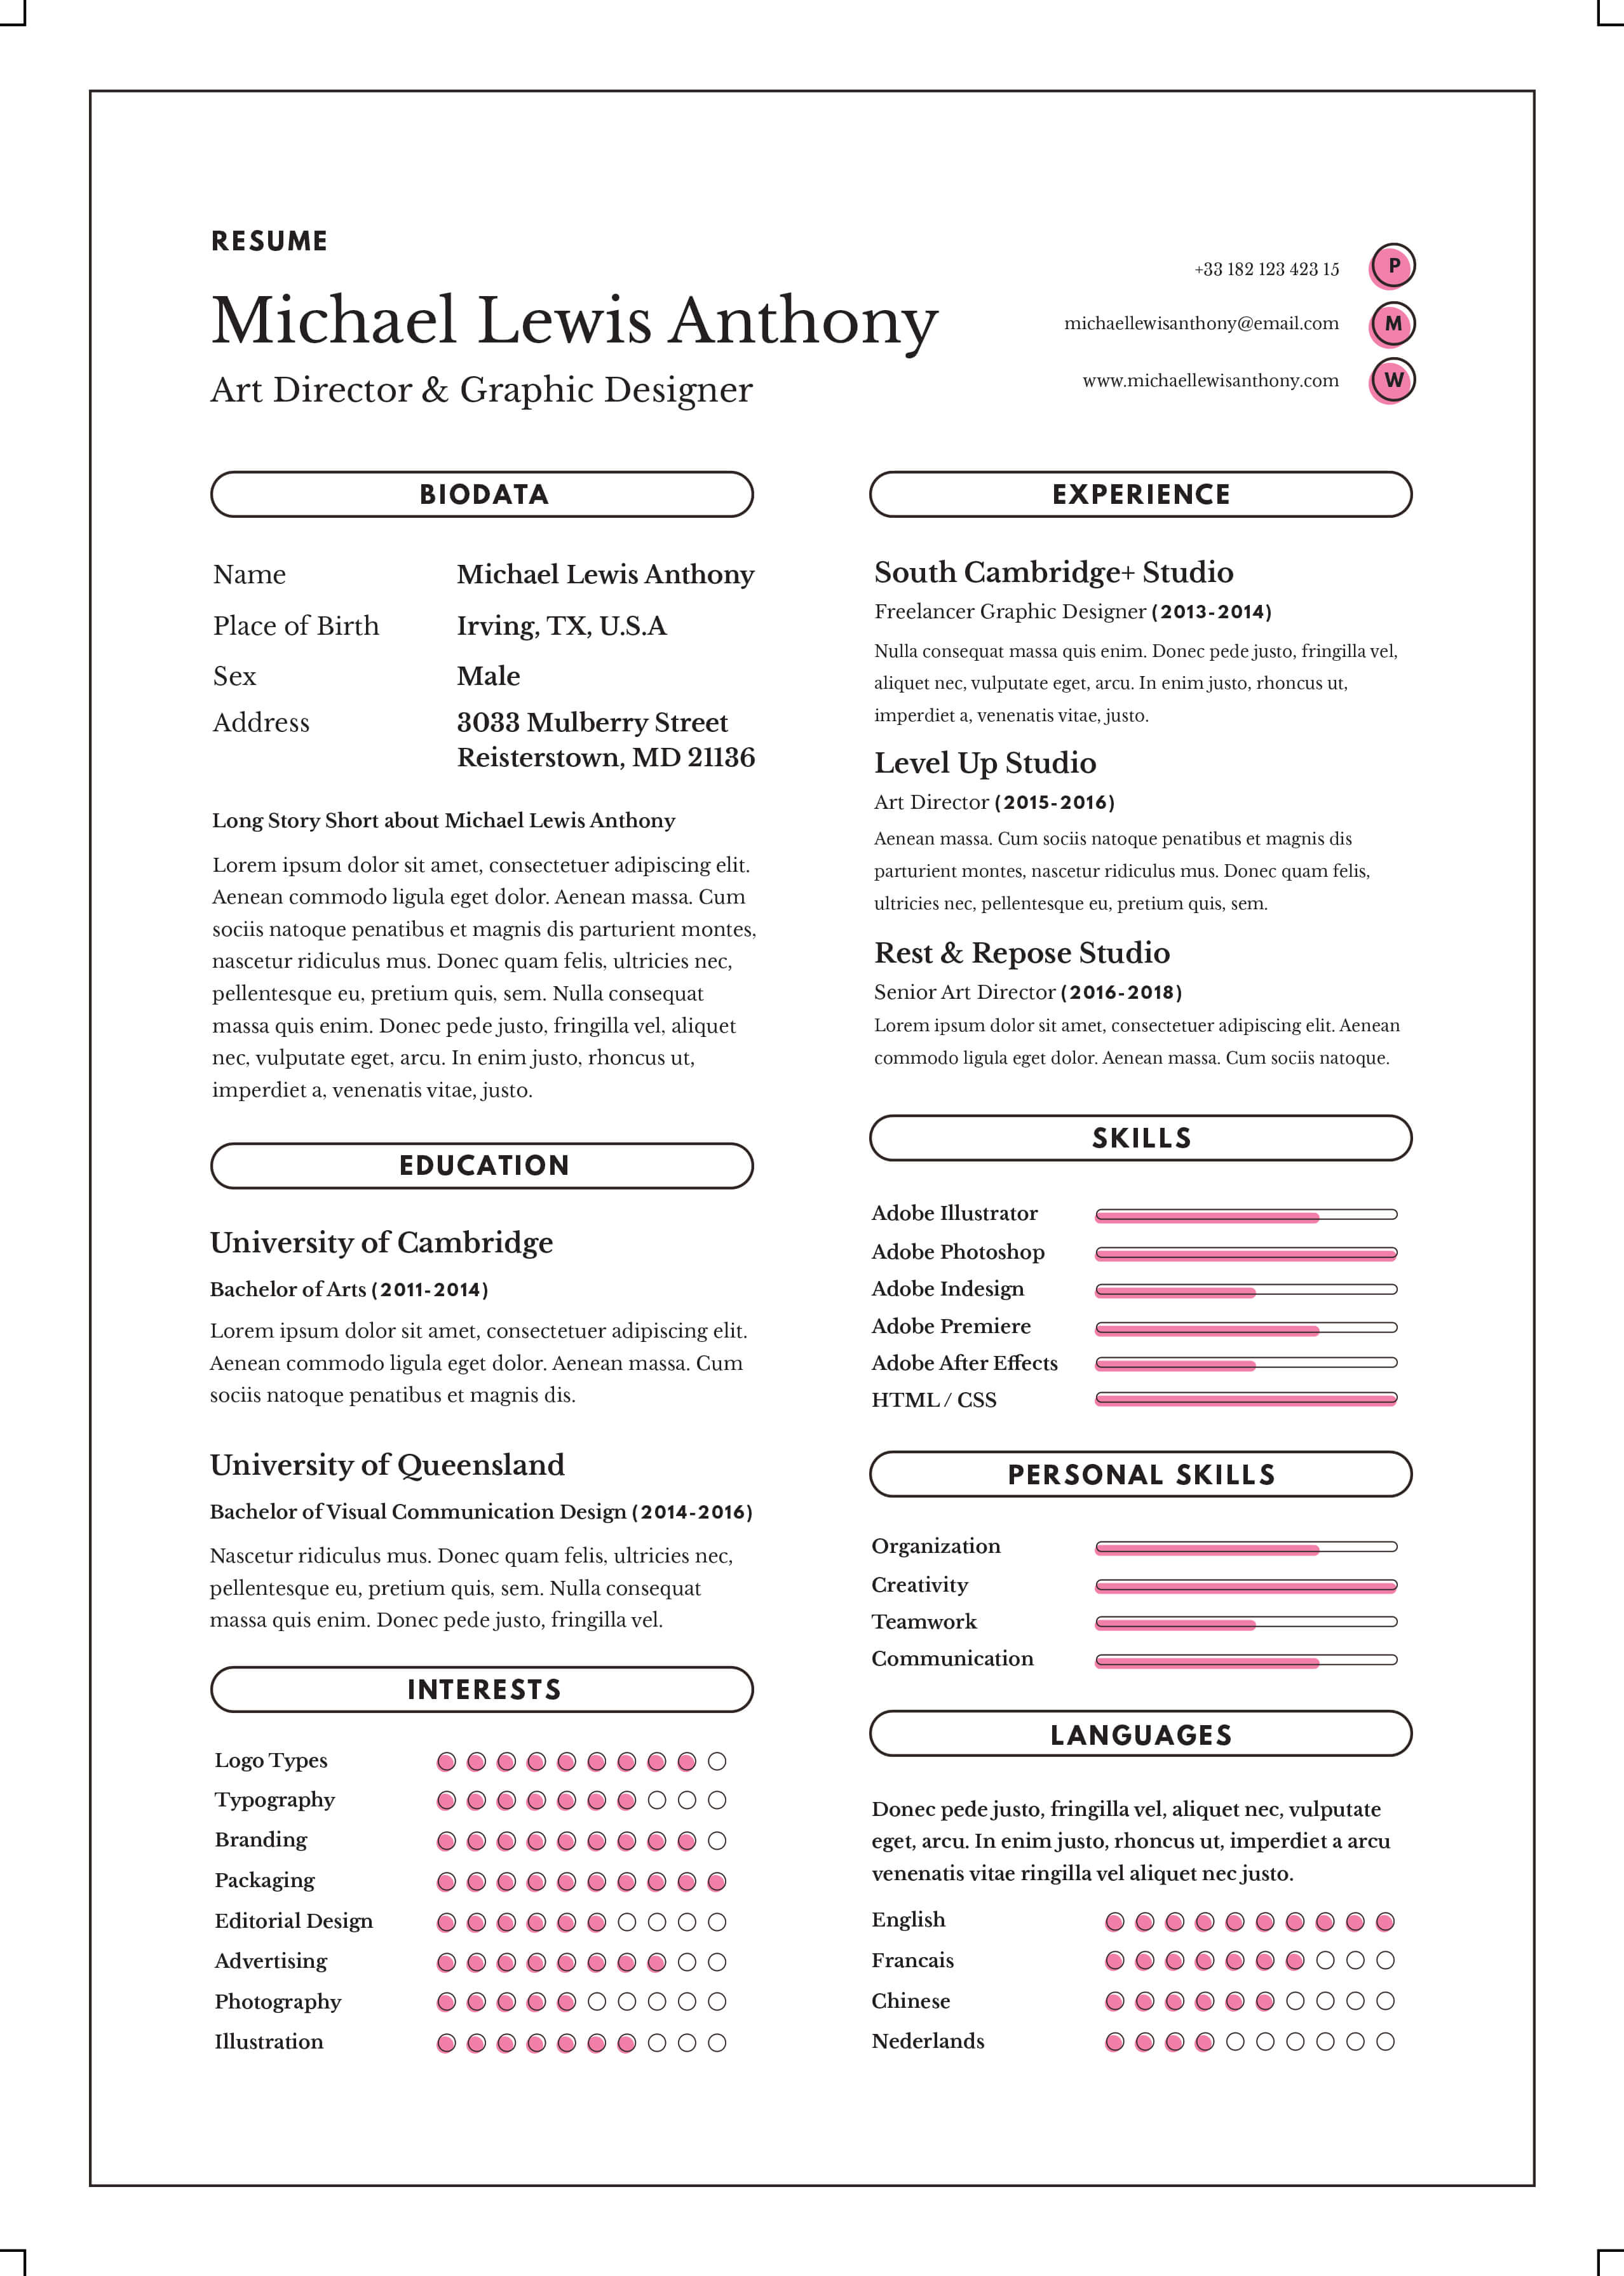 RESUME
Michael Lewis Anthony
Art Director & Graphic Designer
+33 182 123 423 15
P
michaellewisanthony@email.com
M
www.michaellewisanthony.com
W
BIODATA
Name Michael Lewis Anthony
Place of Birth Irving, TX, U.S.A
Sex Male
Address 3033 Mulberry Street
Reisterstown, MD 21136
Long Story Short about Michael Lewis Anthony
Lorem ipsum dolor sit amet, consectetuer adipiscing elit.
Aenean commodo ligula eget dolor. Aenean massa. Cum
sociis natoque penatibus et magnis dis parturient montes,
nascetur ridiculus mus. Donec quam felis, ultricies nec,
pellentesque eu, pretium quis, sem. Nulla consequat
massa quis enim. Donec pede justo, fringilla vel, aliquet
nec, vulputate eget, arcu. In enim justo, rhoncus ut,
imperdiet a, venenatis vitae, justo.
EDUCATION
University of Cambridge
Bachelor of Arts (2011-2014)
Lorem ipsum dolor sit amet, consectetuer adipiscing elit.
Aenean commodo ligula eget dolor. Aenean massa. Cum
sociis natoque penatibus et magnis dis.
University of Queensland
Bachelor of Visual Communication Design (2014-2016)
Nascetur ridiculus mus. Donec quam felis, ultricies nec,
pellentesque eu, pretium quis, sem. Nulla consequat
massa quis enim. Donec pede justo, fringilla vel.
INTERESTS
Logo Types
Typography
Branding
Packaging
Editorial Design
Advertising
Photography
Illustration
EXPERIENCE
South Cambridge+ Studio
Freelancer Graphic Designer (2013-2014)
Nulla consequat massa quis enim. Donec pede justo, fringilla vel,
aliquet nec, vulputate eget, arcu. In enim justo, rhoncus ut,
imperdiet a, venenatis vitae, justo.
Level Up Studio
Art Director (2015-2016)
Aenean massa. Cum sociis natoque penatibus et magnis dis
parturient montes, nascetur ridiculus mus. Donec quam felis,
ultricies nec, pellentesque eu, pretium quis, sem.
Rest & Repose Studio
Senior Art Director (2016-2018)
Lorem ipsum dolor sit amet, consectetuer adipiscing elit. Aenean
commodo ligula eget dolor. Aenean massa. Cum sociis natoque.
SKILLS
Adobe Illustrator
Adobe Photoshop
Adobe Indesign
Adobe Premiere
Adobe After Effects
HTML / CSS
PERSONAL SKILLS
Organization
Creativity
Teamwork
Communication
LANGUAGES
Donec pede justo, fringilla vel, aliquet nec, vulputate
eget, arcu. In enim justo, rhoncus ut, imperdiet a arcu
venenatis vitae ringilla vel aliquet nec justo.
English
Francais
Chinese
Nederlands